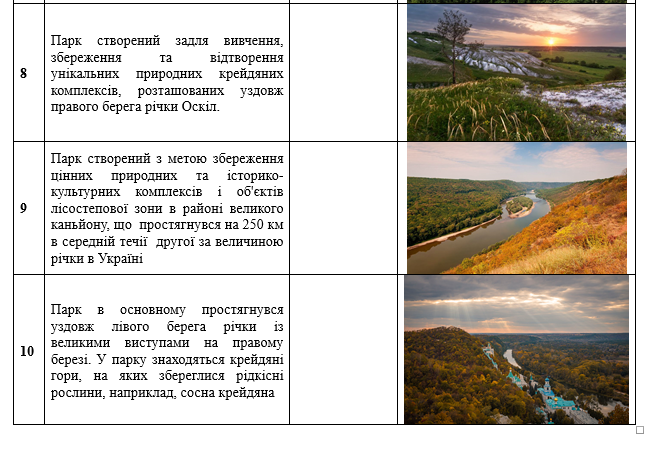 8
Парк створений задля вивчення,
збереження та відтворення
унікальних природних крейдяних
комплексів, розташованих уздовж
правого берега річки Оскіл.
9
Парк створений з метою збереження
цінних природних та історико-
культурних комплексів і об'єктів
лісостепової зони в районі великого
каньйону, що простягнувся на 250 км
в середній течії другої за величиною
річки в Україні
10
Парк в основному простягнувся
уздовж лівого берега річки із
великими виступами на правому
березі. У парку знаходяться крейдяні
гори, на яких збереглися рідкісні
рослини, наприклад, сосна крейдяна